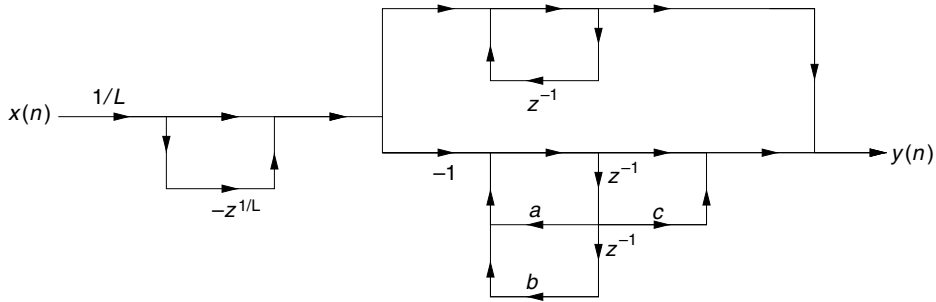 z⁻¹
1/L
x(n)
−1
z⁻¹
y(n)
−z^{1/L}
a
c
z⁻¹
b